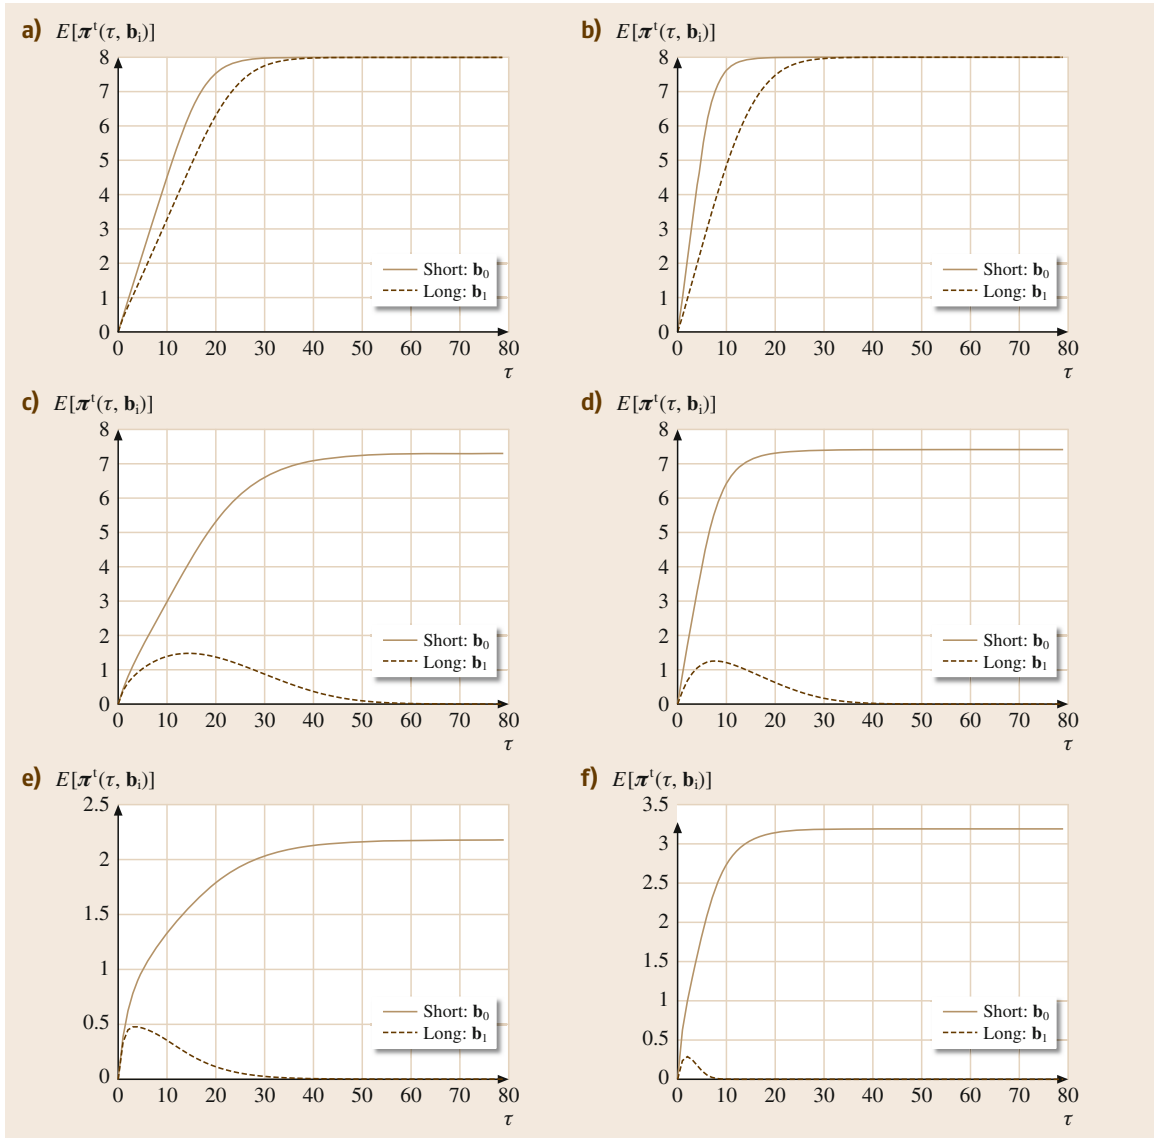 a) E[π^t(τ, b_i)]
8
7
6
5
4
3
2
1
0
Short: b_0
Long: b_1
0 10 20 30 40 50 60 70 80
τ
b) E[π^t(τ, b_i)]
8
7
6
5
4
3
2
1
0
Short: b_0
Long: b_1
0 10 20 30 40 50 60 70 80
τ
c) E[π^t(τ, b_i)]
8
7
6
5
4
3
2
1
0
Short: b_0
Long: b_1
0 10 20 30 40 50 60 70 80
τ
d) E[π^t(τ, b_i)]
8
7
6
5
4
3
2
1
0
Short: b_0
Long: b_1
0 10 20 30 40 50 60 70 80
τ
e) E[π^t(τ, b_i)]
2.5
2
1.5
1
0.5
0
Short: b_0
Long: b_1
0 10 20 30 40 50 60 70 80
τ
f) E[π^t(τ, b_i)]
3.5
3
2.5
2
1.5
1
0.5
0
Short: b_0
Long: b_1
0 10 20 30 40 50 60 70 80
τ